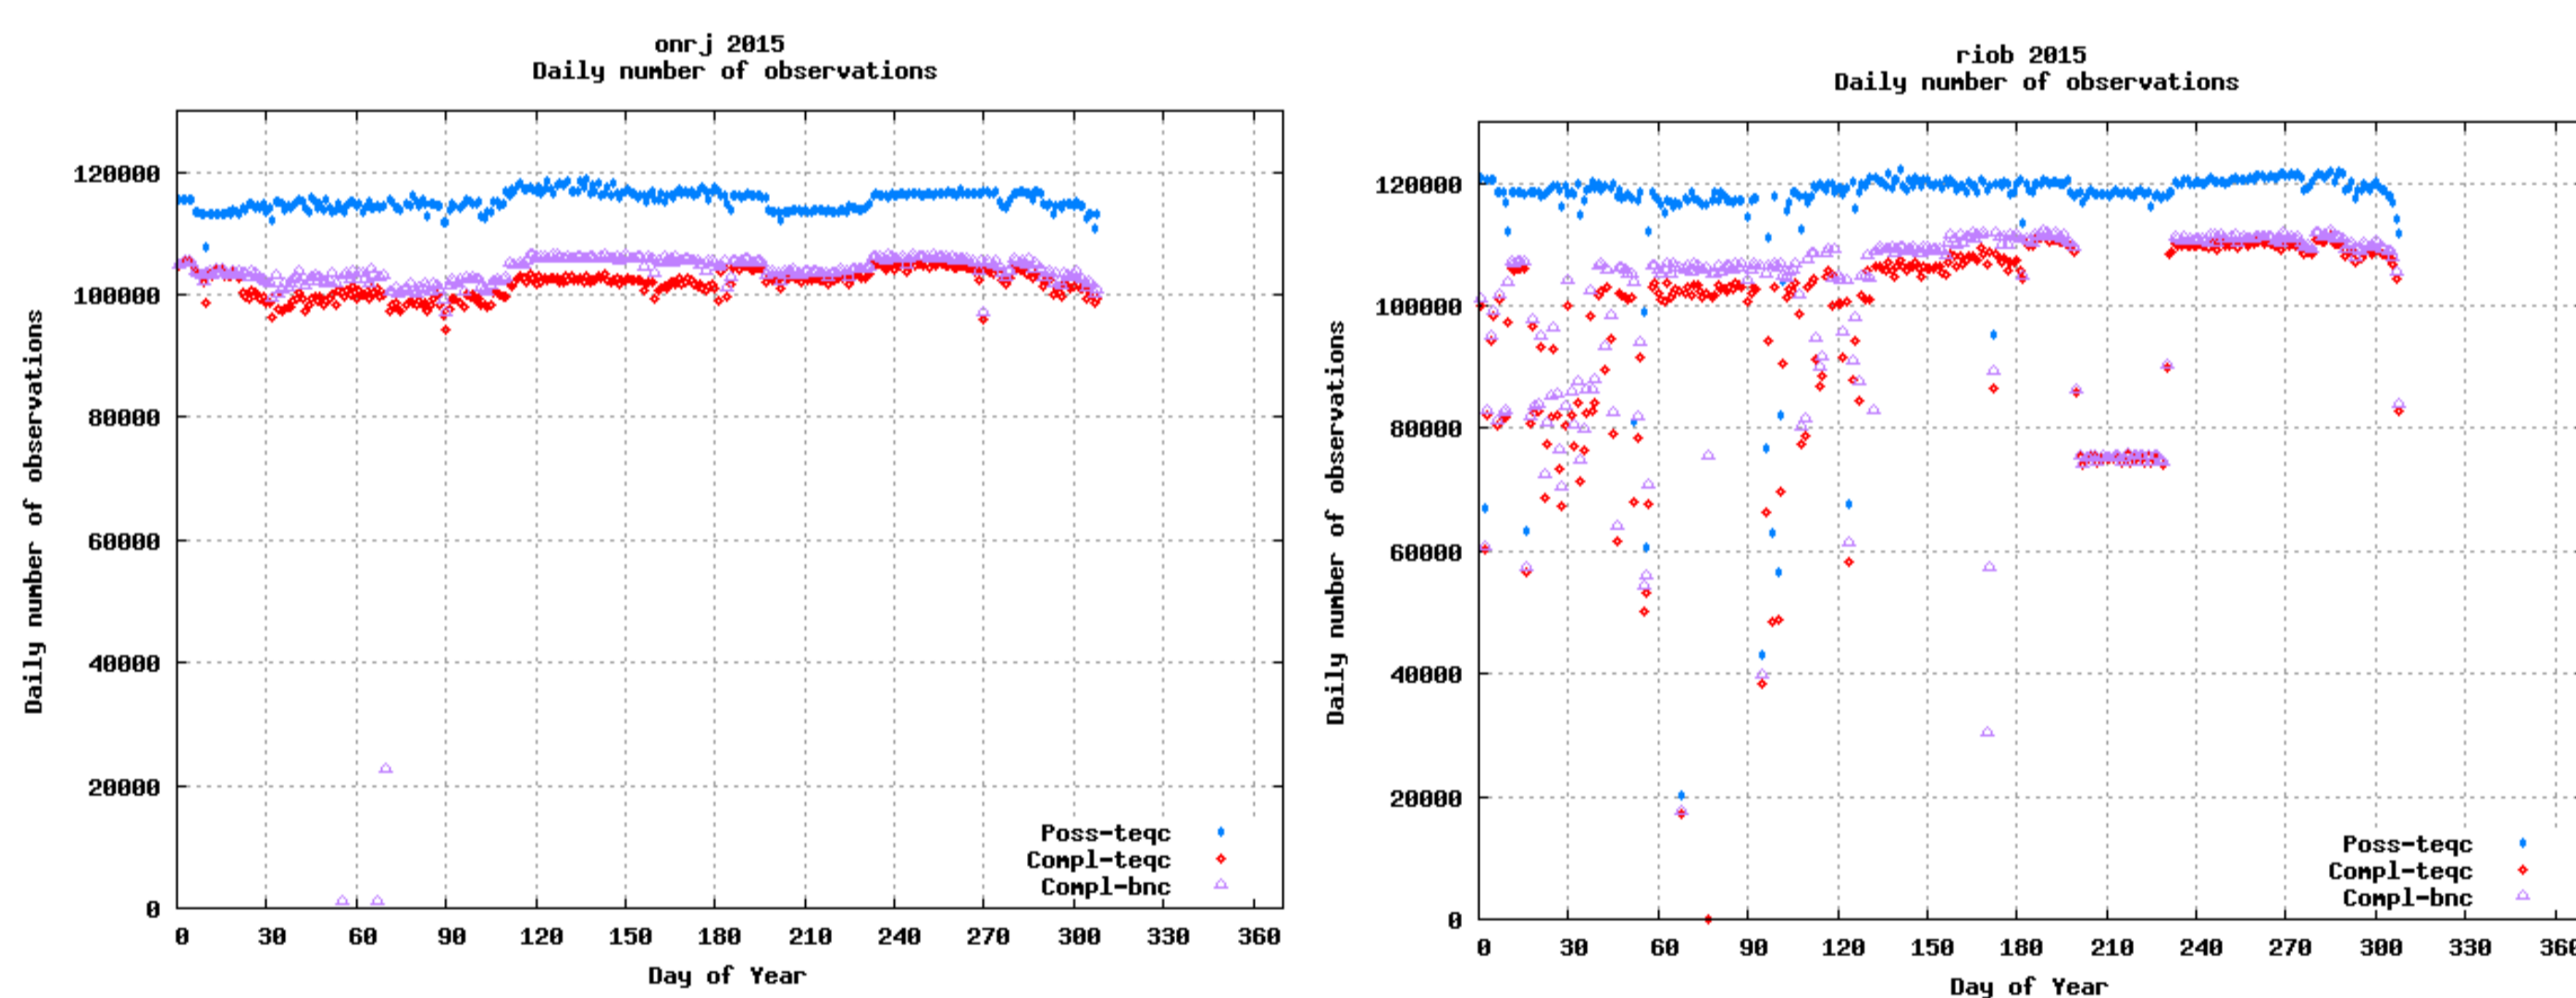 onrj 2015
Daily number of observations
120000
100000
80000
60000
40000
20000
0
Daily number of observations
0 30 60 90 120 150 180 210 240 270 300 330 360
Day of Year
Poss-teqc
Compl-teqc
Compl-bnc
riob 2015
Daily number of observations
120000
100000
80000
60000
40000
20000
0
Daily number of observations
0 30 60 90 120 150 180 210 240 270 300 330 360
Day of Year
Poss-teqc
Compl-teqc
Compl-bnc